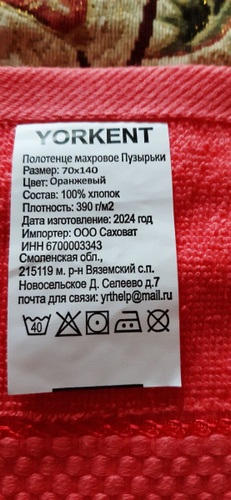 YORKENT
Полотенце махровое Пузырьки
Размер: 70x140
Цвет: Оранжевый
Состав: 100% хлопок
Плотность: 390 г/м2
Дата изготовление: 2024 год
Импортер: ООО Саховат
ИНН 6700003343
Смоленская обл.,
215119 м. р-н Вяземский с.п.
Новосельское Д. Селеево д.7
почта для связи: yrthelp@mail.ru
40